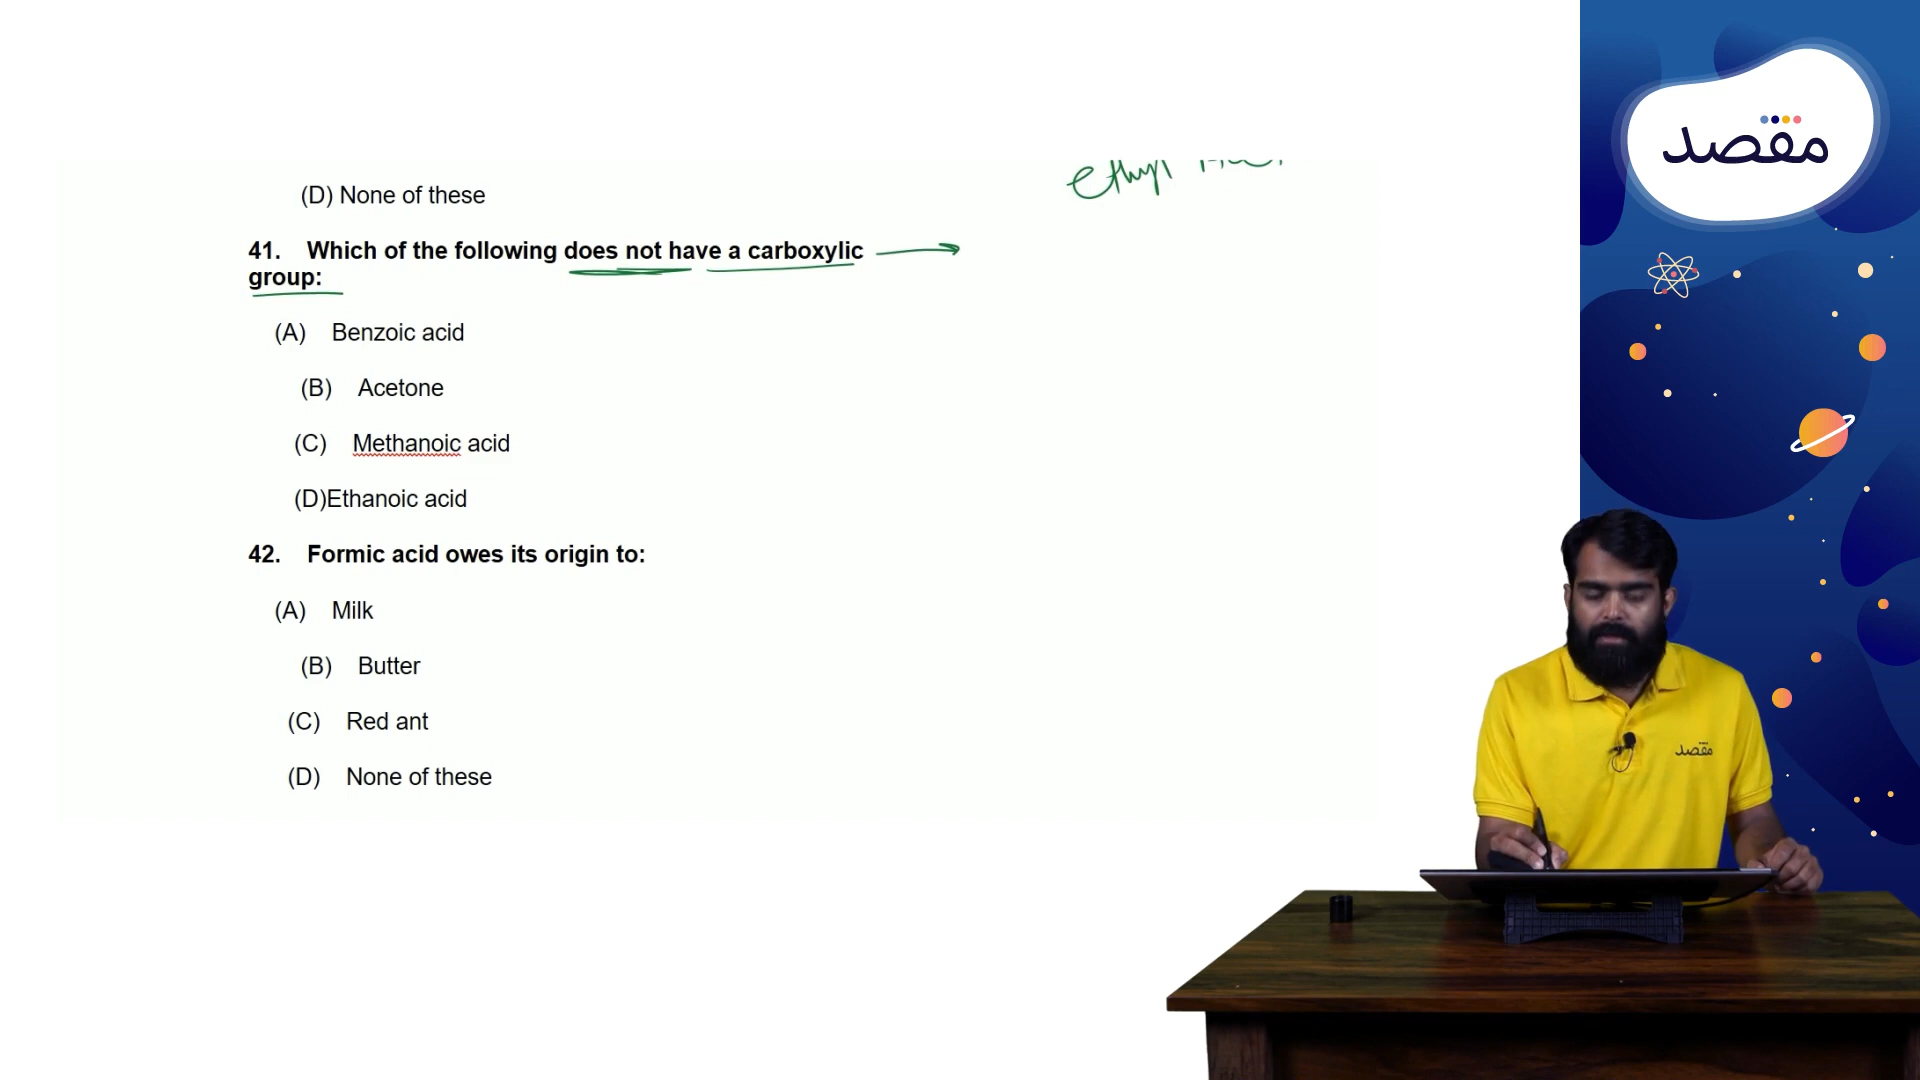 ethyl
مقصد
(D) None of these
41. Which of the following does not have a carboxylic
group:
(A) Benzoic acid
(B) Acetone
(C) Methanoic acid
(D)Ethanoic acid
42. Formic acid owes its origin to:
(A) Milk
(B) Butter
(C) Red ant
(D) None of these
مقصد